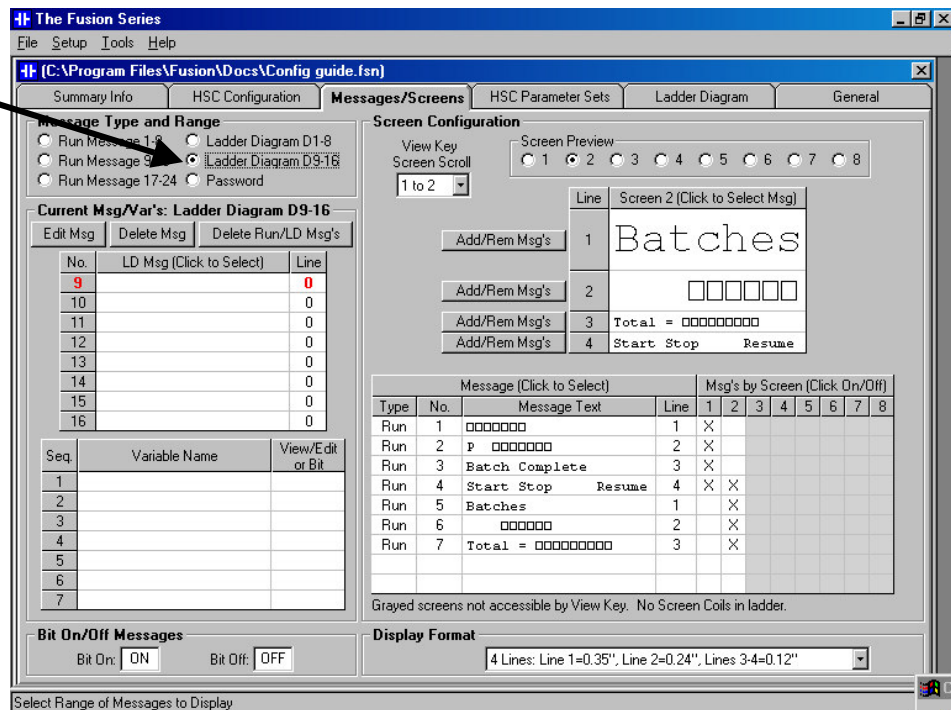 The Fusion Series
File Setup Tools Help
(C:\Program Files\Fusion\Docs\Config guide.fsn)
Summary Info HSC Configuration Messages/Screens HSC Parameter Sets Ladder Diagram General
Message Type and Range
Run Message 1-8 Ladder Diagram D1-8
Run Message 9 Ladder Diagram D9-16
Run Message 17-24 Password
Current Msg/Var's: Ladder Diagram D9-16
Edit Msg Delete Msg Delete Run/LD Msg's
No. LD Msg (Click to Select) Line
9 0
10 0
11 0
12 0
13 0
14 0
15 0
16 0
Seq. Variable Name View/Edit or Bit
1
2
3
4
5
6
7
Bit On/Off Messages
Bit On: ON Bit Off: OFF
Screen Configuration
View Key Screen Scroll
1 to 2
Screen Preview
1 2 3 4 5 6 7 8
Line Screen 2 (Click to Select Msg)
Add/Rem Msg's 1 Batches
Add/Rem Msg's 2 □□□□□□
Add/Rem Msg's 3 Total = □□□□□□□□□
Add/Rem Msg's 4 Start Stop Resume
Message (Click to Select) Msg's by Screen (Click On/Off)
Type No. Message Text Line 1 2 3 4 5 6 7 8
Run 1 □□□□□□□ 1 X
Run 2 P □□□□□□□ 2 X
Run 3 Batch Complete 3 X
Run 4 Start Stop Resume 4 X X
Run 5 Batches 1 X
Run 6 □□□□□□ 2 X
Run 7 Total = □□□□□□□□□ 3 X
Grayed screens not accessible by View Key. No Screen Coils in ladder.
Display Format
4 Lines: Line 1=0.35", Line 2=0.24", Lines 3-4=0.12"
Select Range of Messages to Display